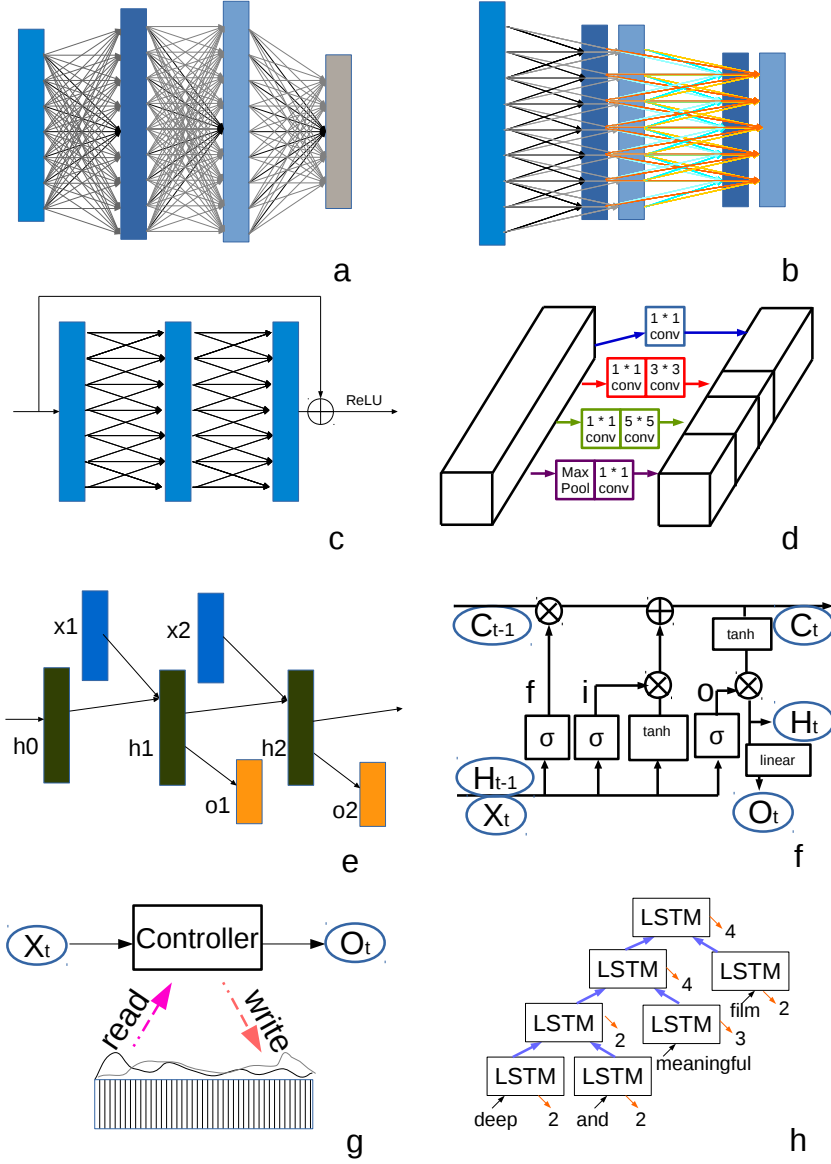 a
b
ReLU
c
1 * 1
conv
1 * 1
conv
3 * 3
conv
1 * 1
conv
5 * 5
conv
Max
Pool
1 * 1
conv
d
x1
x2
h0
h1
h2
o1
o2
e
Ct-1
Ct
tanh
f
i
o
σ
σ
tanh
σ
Ht
linear
Ht-1
Xt
Ot
f
Xt
Controller
Ot
read
write
g
LSTM
4
LSTM
4
LSTM
film
2
LSTM
2
LSTM
3
meaningful
LSTM
LSTM
deep
2
and
2
h